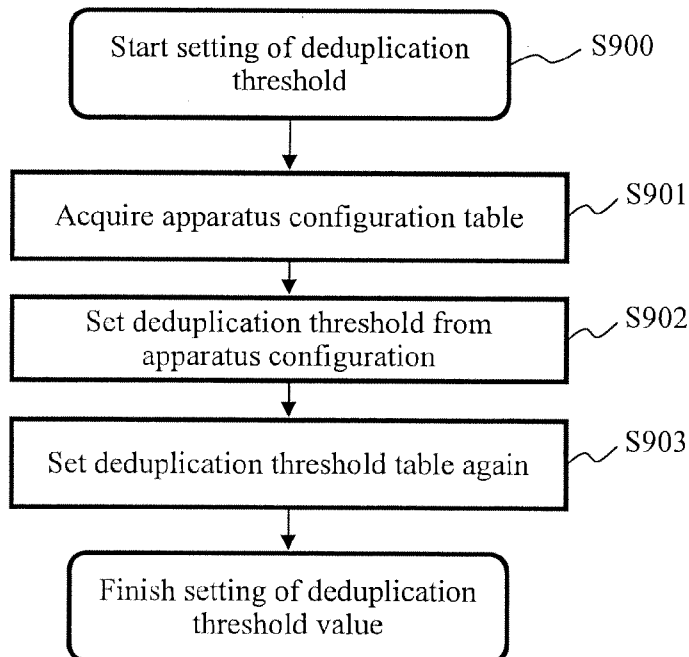 Start setting of deduplication
threshold
S900
Acquire apparatus configuration table
S901
Set deduplication threshold from
apparatus configuration
S902
Set deduplication threshold table again
S903
Finish setting of deduplication
threshold value